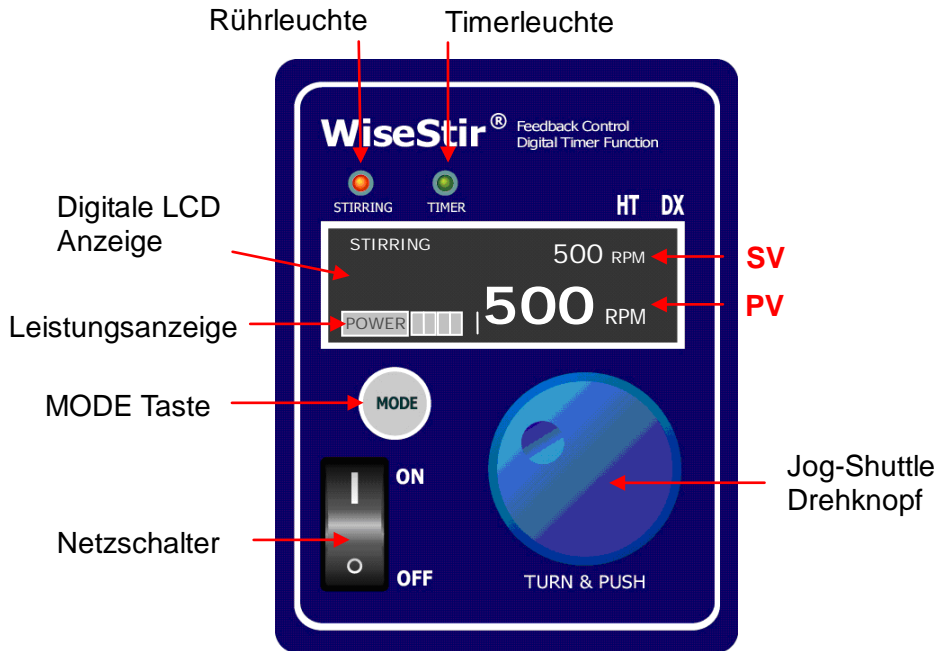 Rührleuchte
Timerleuchte
WiseStir®
Feedback Control
Digital Timer Function
STIRRING
TIMER
HT DX
Digitale LCD
Anzeige
STIRRING
500 RPM
SV
500 RPM
PV
Leistungsanzeige
POWER
MODE Taste
MODE
Jog-Shuttle
Drehknopf
ON
Netzschalter
OFF
TURN & PUSH